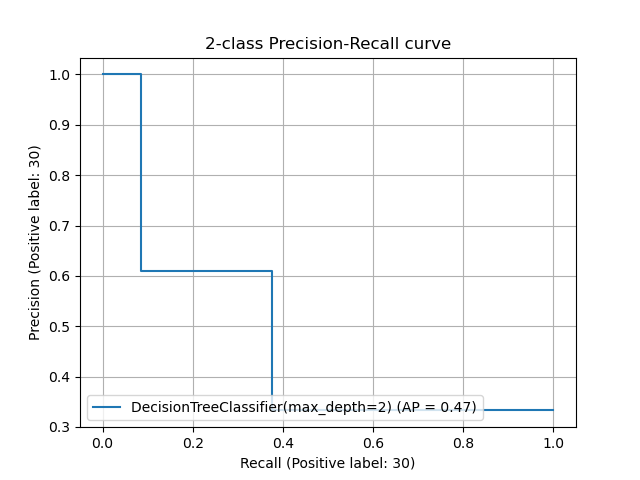 2-class Precision-Recall curve
1.0
0.9
0.8
0.7
0.6
0.5
0.4
0.3
Precision (Positive label: 30)
DecisionTreeClassifier(max_depth=2) (AP = 0.47)
0.0 0.2 0.4 0.6 0.8 1.0
Recall (Positive label: 30)